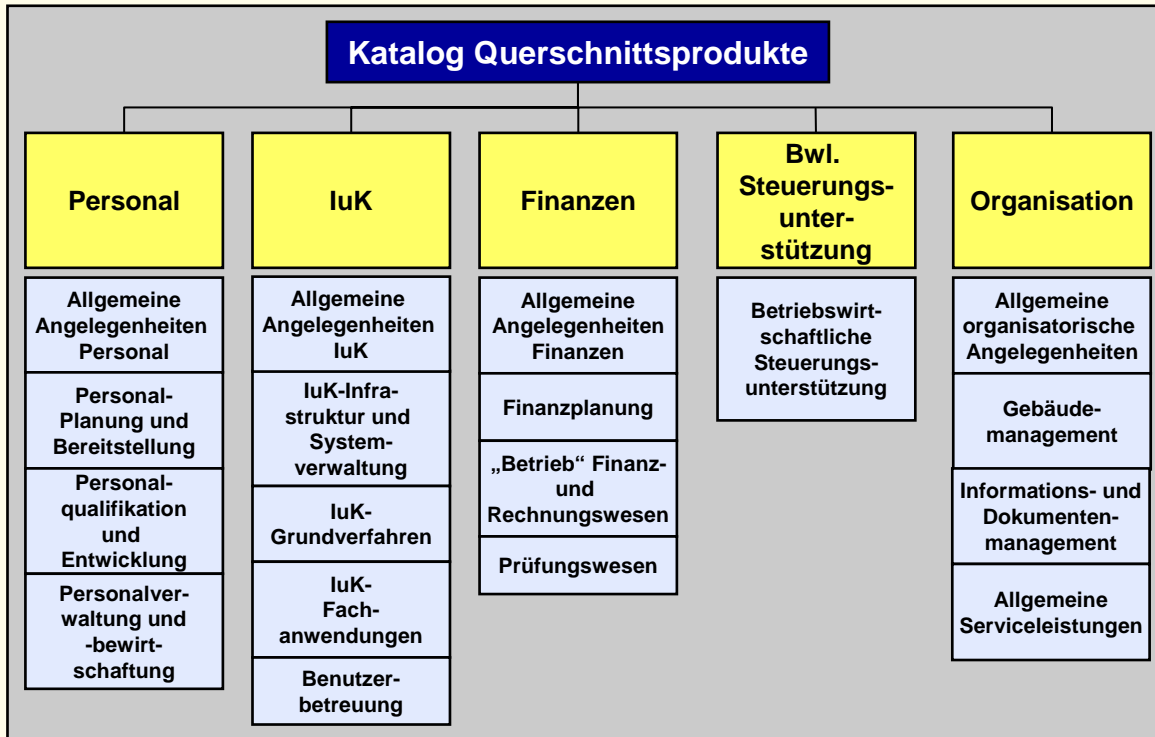 Katalog Querschnittsprodukte
Personal
IuK
Finanzen
Bwl.
Steuerungs-
unter-
stützung
Organisation
Allgemeine
Angelegenheiten
Personal
Personal-
Planung und
Bereitstellung
Personal-
qualifikation
und
Entwicklung
Personalver-
waltung und
-bewirt-
schaftung
Allgemeine
Angelegenheiten
IuK
IuK-Infra-
struktur und
System-
verwaltung
IuK-
Grundverfahren
IuK-
Fach-
anwendungen
Benutzer-
betreuung
Allgemeine
Angelegenheiten
Finanzen
Finanzplanung
„Betrieb“ Finanz-
und
Rechnungswesen
Prüfungswesen
Betriebswirt-
schaftliche
Steuerungs-
unterstützung
Allgemeine
organisatorische
Angelegenheiten
Gebäude-
management
Informations- und
Dokumenten-
management
Allgemeine
Serviceleistungen